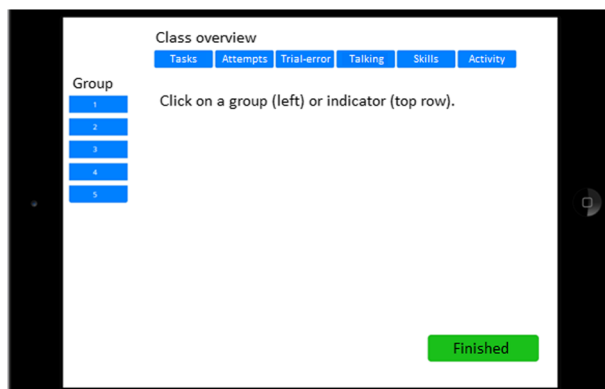 Class overview
Tasks Attempts Trial-error Talking Skills Activity
Group
1
2
3
4
5
Click on a group (left) or indicator (top row).
Finished